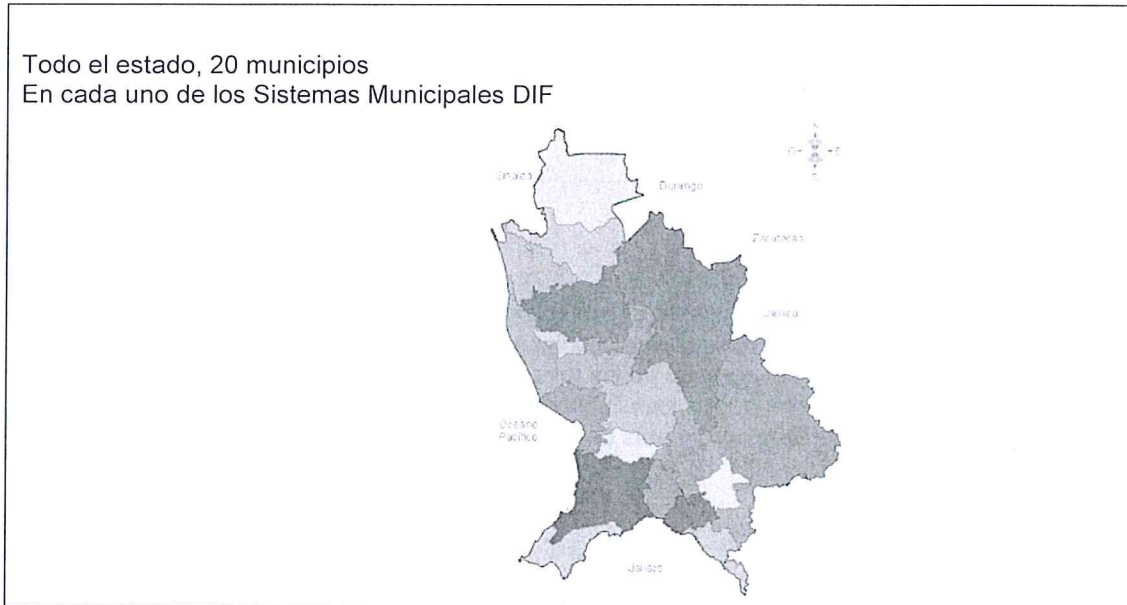 Todo el estado, 20 municipios
En cada uno de los Sistemas Municipales DIF
N
O
E
S
Sinaloa
Durango
Zacatecas
Jalisco
Océano
Pacífico
Jalisco